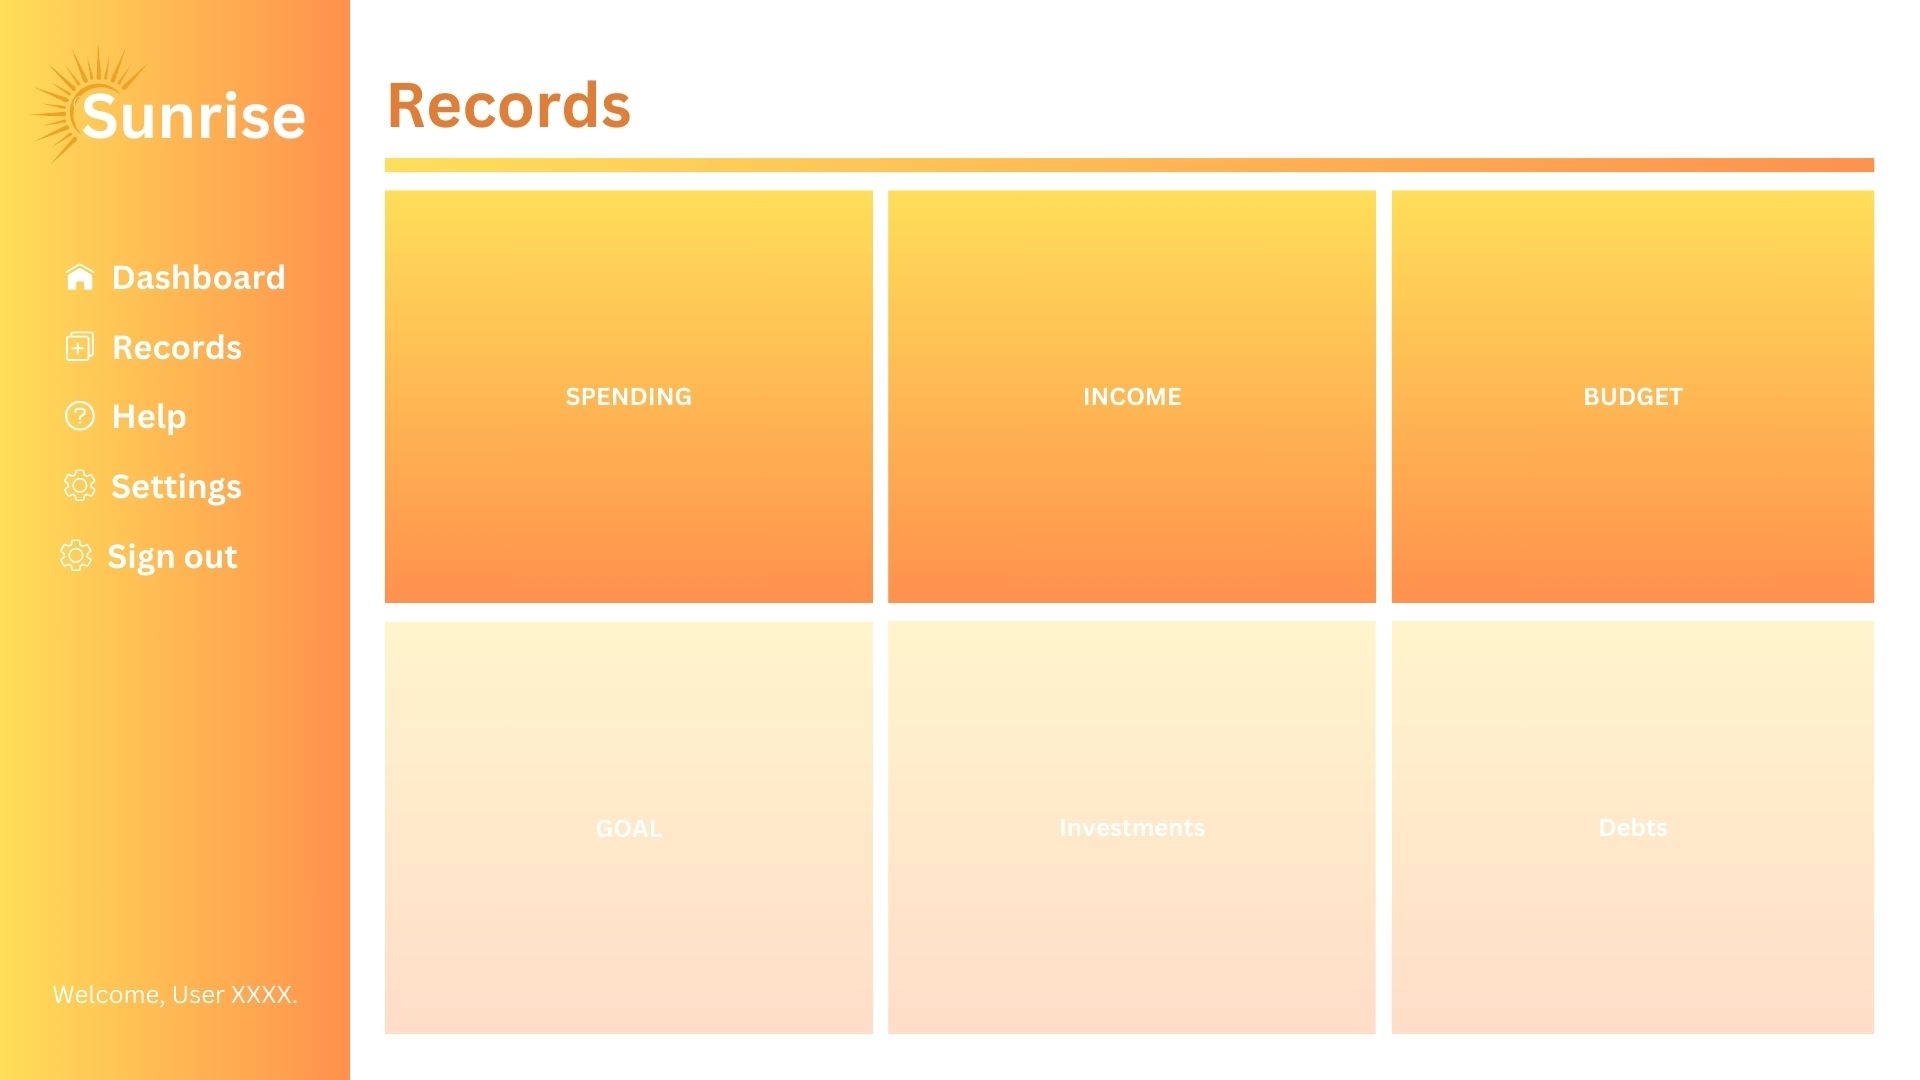 Sunrise
Dashboard
Records
Help
Settings
Sign out
Welcome, User XXXX.
Records
SPENDING
INCOME
BUDGET
GOAL
Investments
Debts